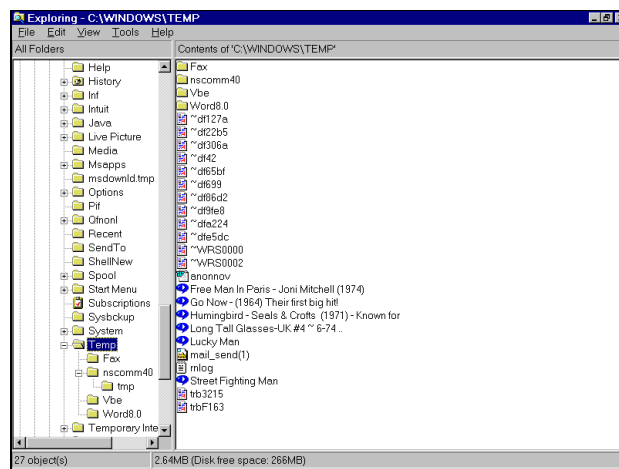 Exploring - C:\WINDOWS\TEMP
File Edit View Tools Help
All Folders
Contents of 'C:\WINDOWS\TEMP'
Help
History
Inf
Intuit
Java
Live Picture
Media
Msapps
msdownld.tmp
Options
Pif
Qfnonl
Recent
SendTo
ShellNew
Spool
Start Menu
Subscriptions
Sysbckup
System
Temp
Fax
nscomm40
tmp
Vbe
Word8.0
Temporary Inte
Fax
nscomm40
Vbe
Word8.0
~df127a
~df22b5
~df306a
~df42
~df65bf
~df699
~df86d2
~df9fe8
~dfa224
~dfe5dc
~WRS0000
~WRS0002
anonnov
Free Man In Paris - Joni Mitchell (1974)
Go Now - (1964) Their first big hit!
Humingbird - Seals & Crofts (1971) - Known for
Long Tall Glasses-UK #4 ~ 6-74 ..
Lucky Man
mail_send(1)
mlog
Street Fighting Man
trb3215
trbF163
27 object(s)
2.64MB (Disk free space: 266MB)